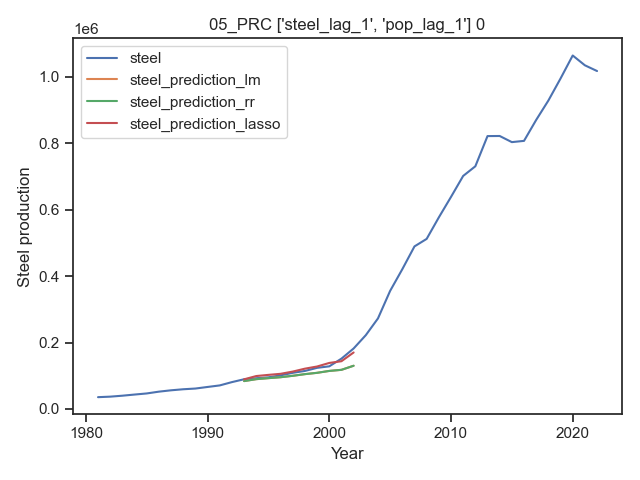 05_PRC ['steel_lag_1', 'pop_lag_1'] 0
1e6
steel
steel_prediction_lm
steel_prediction_rr
steel_prediction_lasso
1.0
0.8
0.6
0.4
0.2
0.0
Steel production
1980
1990
2000
2010
2020
Year